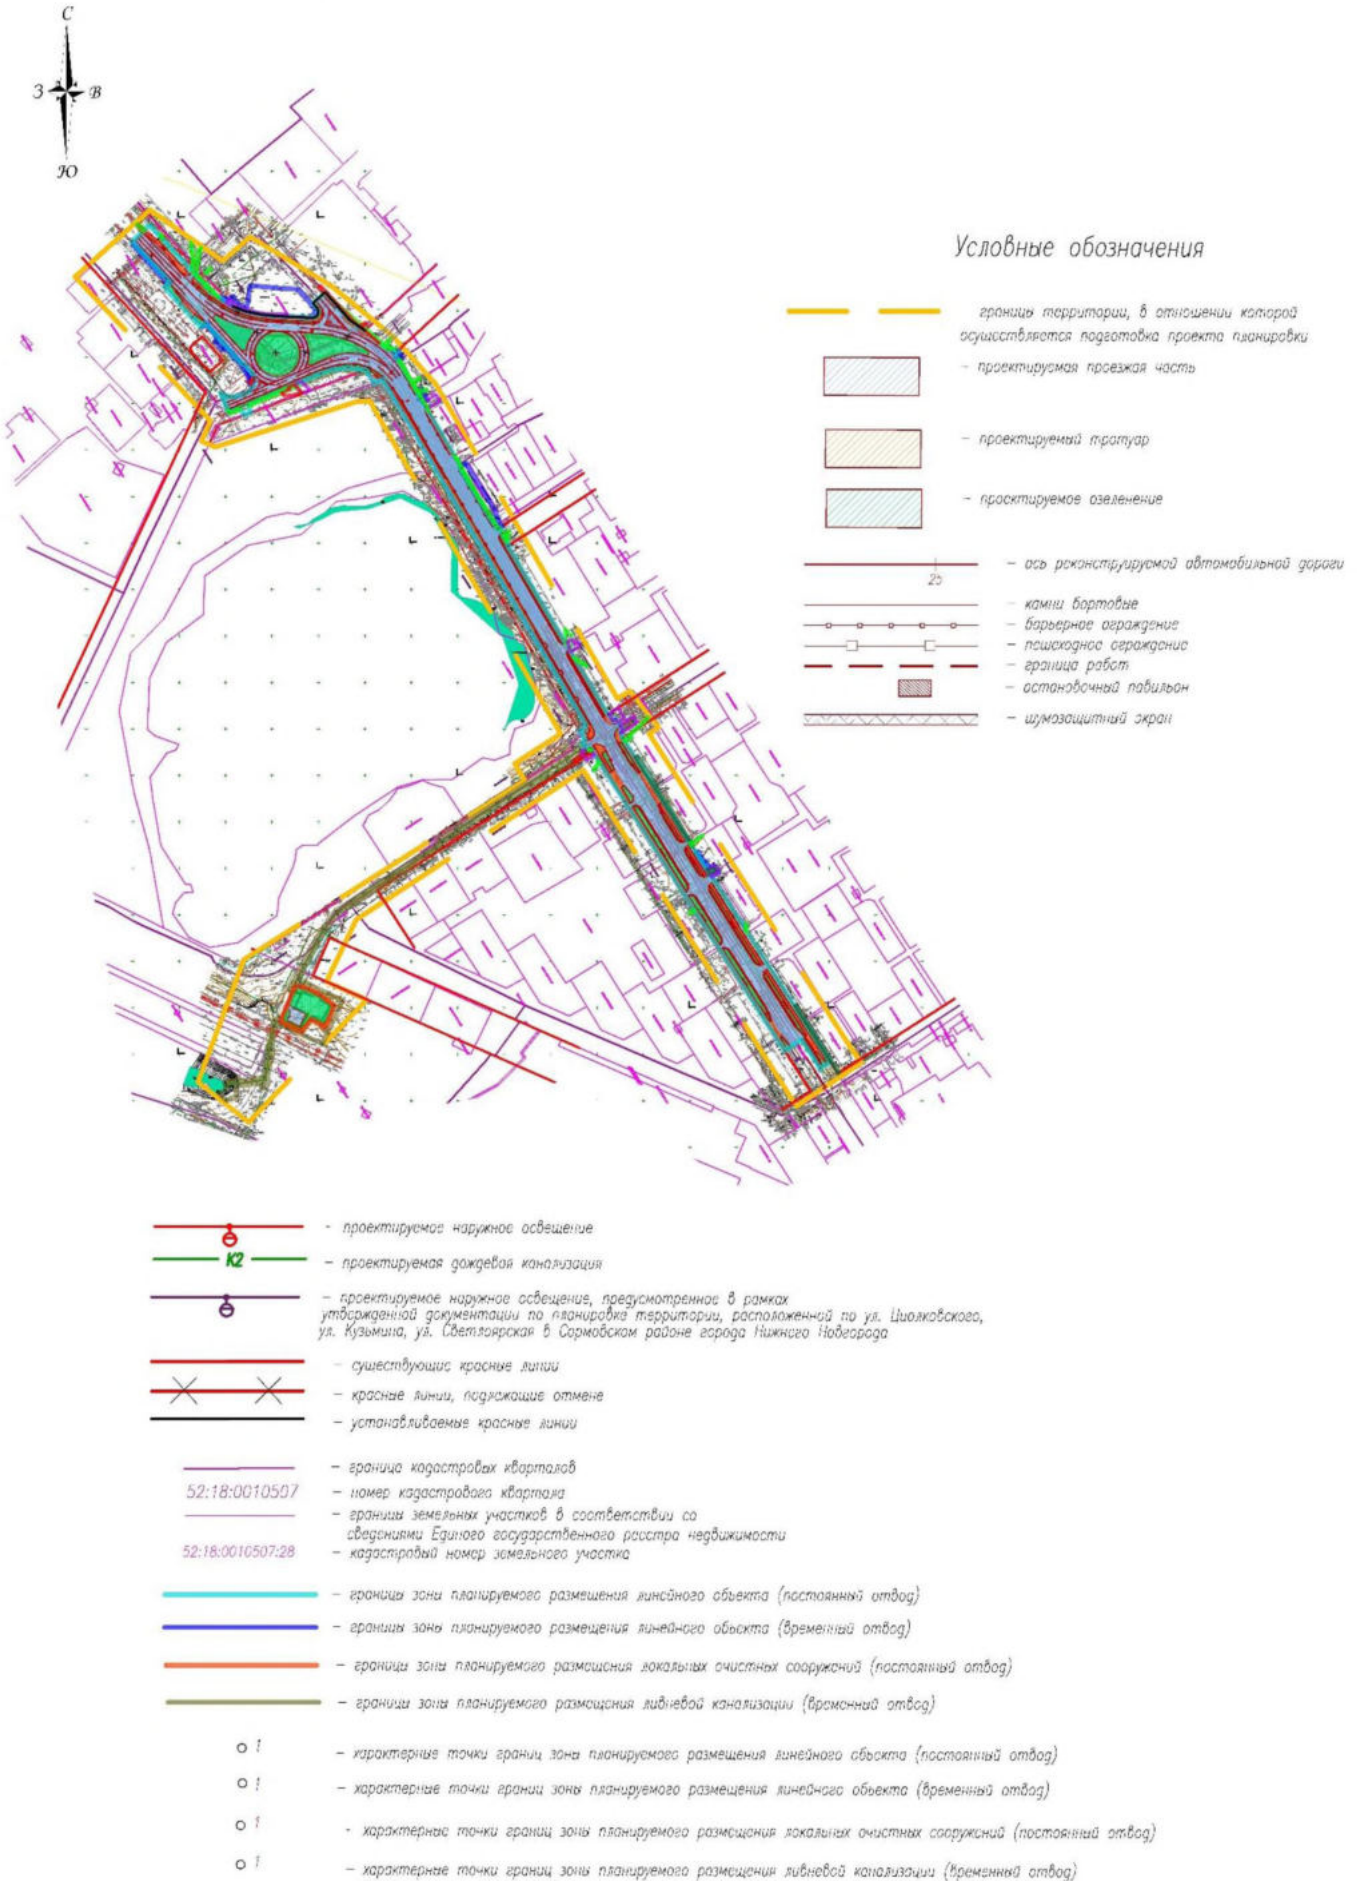 С
З В
Ю
Условные обозначения
границы территории, в отношении которой
осуществляется подготовка проекта планировки
- проектируемая проезжая часть
- проектируемый тротуар
- проектируемое озеленение
- ось реконструируемой автомобильной дороги
25
- камни бортовые
- барьерное ограждение
- пешеходное ограждение
- граница работ
- остановочный павильон
- шумозащитный экран
- проектируемое наружное освещение
К2 - проектируемая дождевая канализация
- проектируемое наружное освещение, предусмотренное в рамках
утвержденной документации по планировке территории, расположенной по ул. Циолковского,
ул. Кузьмина, ул. Светлоярская в Сормовском районе города Нижнего Новгорода
- существующие красные линии
- красные линии, подлежащие отмене
- устанавливаемые красные линии
- граница кадастровых кварталов
52:18:0010507 - номер кадастрового квартала
- границы земельных участков в соответствии со
сведениями Единого государственного реестра недвижимости
52:18:0010507:28 - кадастровый номер земельного участка
- границы зоны планируемого размещения линейного объекта (постоянный отвод)
- границы зоны планируемого размещения линейного объекта (временный отвод)
- границы зоны планируемого размещения локальных очистных сооружений (постоянный отвод)
- границы зоны планируемого размещения ливневой канализации (временный отвод)
1 - характерные точки границ зоны планируемого размещения линейного объекта (постоянный отвод)
1 - характерные точки границ зоны планируемого размещения линейного объекта (временный отвод)
1 - характерные точки границ зоны планируемого размещения локальных очистных сооружений (постоянный отвод)
1 - характерные точки границ зоны планируемого размещения ливневой канализации (временный отвод)